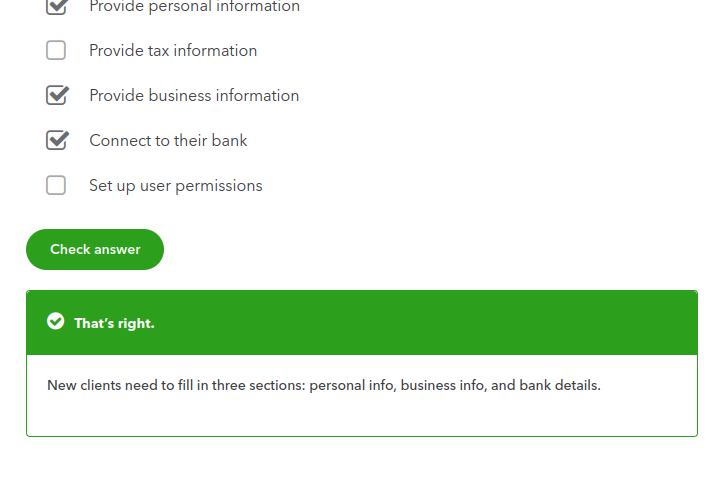 Provide personal information
Provide tax information
Provide business information
Connect to their bank
Set up user permissions
Check answer
That's right.
New clients need to fill in three sections: personal info, business info, and bank details.